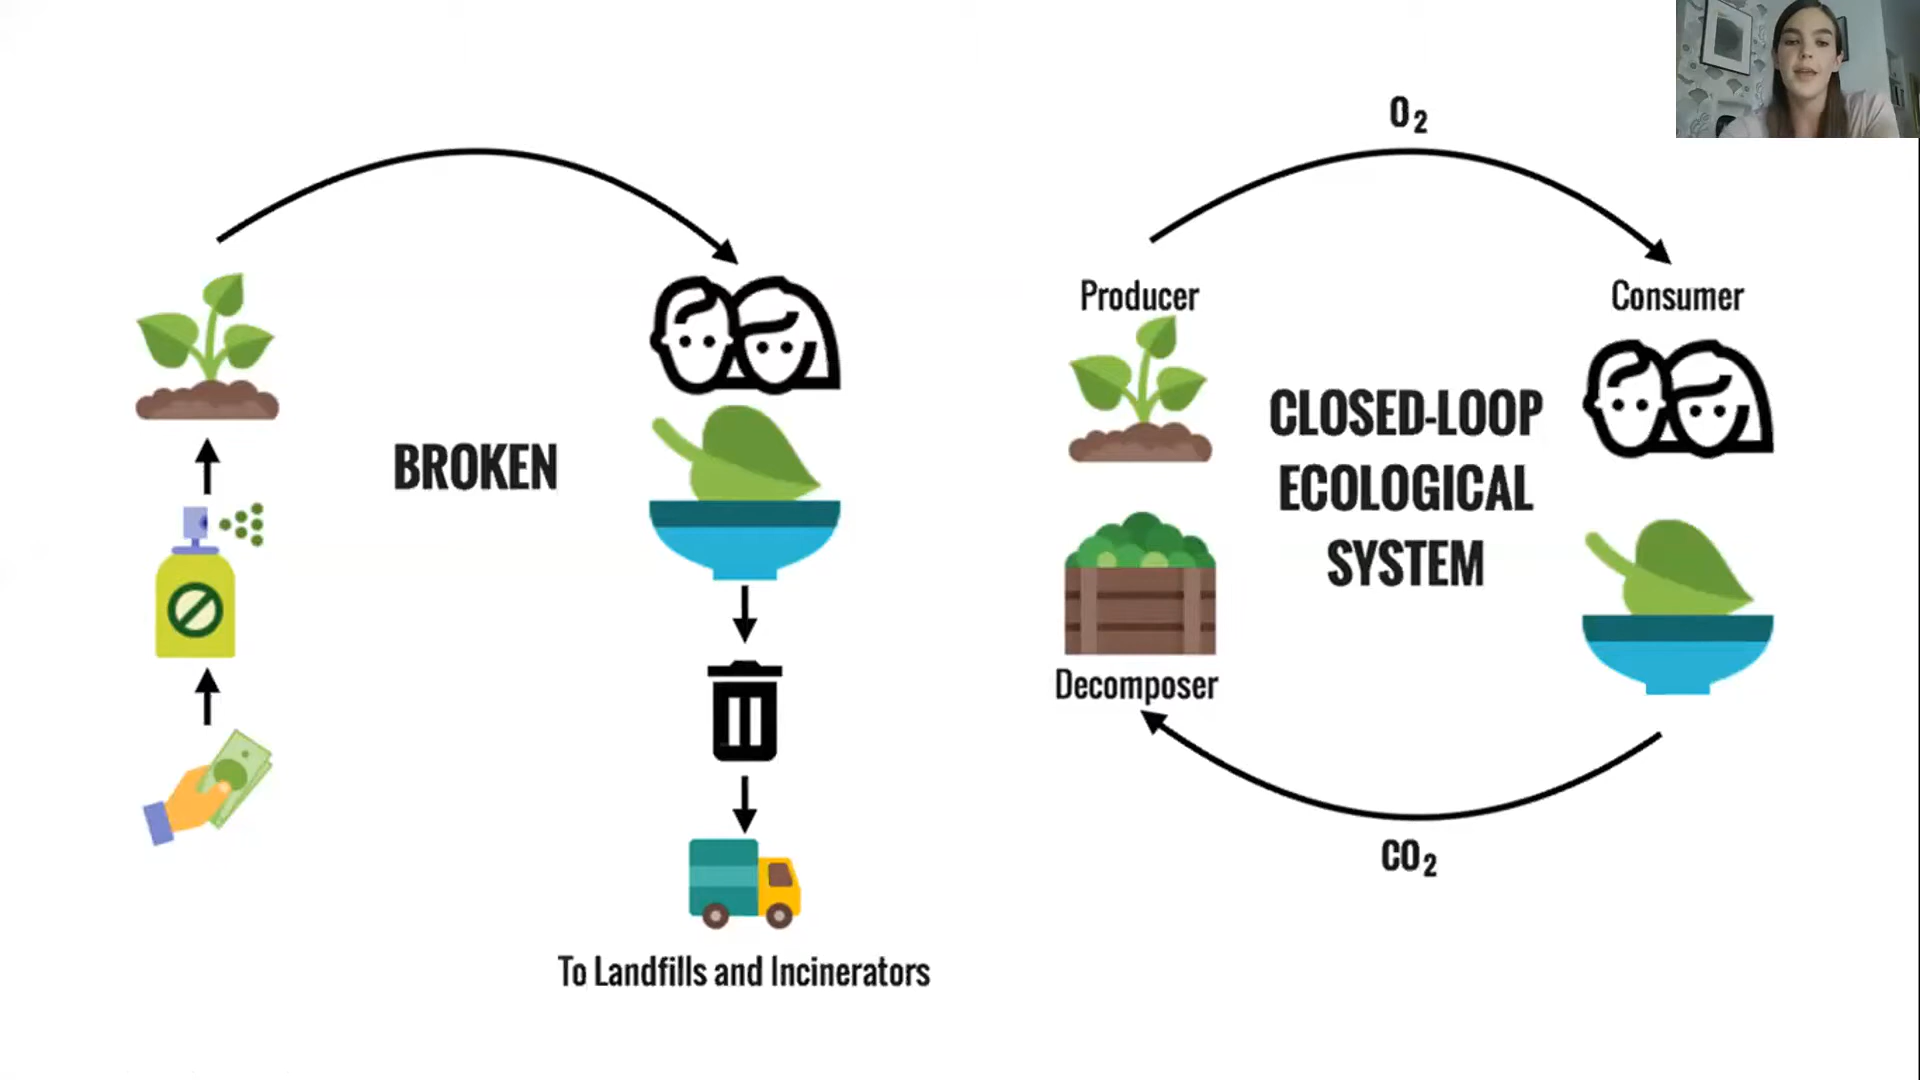 BROKEN
To Landfills and Incinerators
O2
Producer
Consumer
CLOSED-LOOP
ECOLOGICAL
SYSTEM
Decomposer
CO2